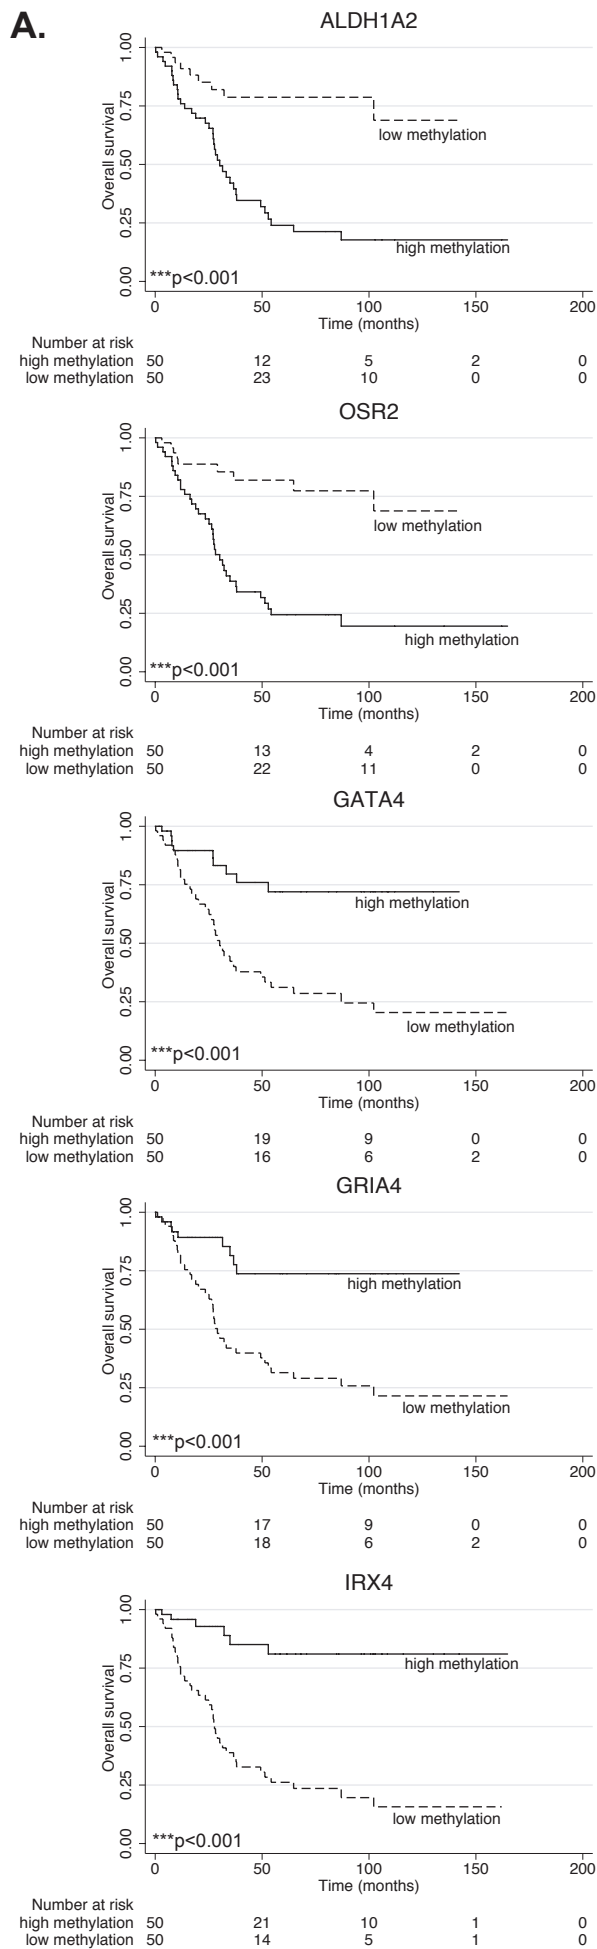 A.
ALDH1A2
Overall survival
1.00
0.75
0.50
0.25
0.00
low methylation
high methylation
***p<0.001
0 50 100 150 200
Time (months)
Number at risk
high methylation 50 12 5 2 0
low methylation 50 23 10 0 0
OSR2
Overall survival
1.00
0.75
0.50
0.25
0.00
low methylation
high methylation
***p<0.001
0 50 100 150 200
Time (months)
Number at risk
high methylation 50 13 4 2 0
low methylation 50 22 11 0 0
GATA4
Overall survival
1.00
0.75
0.50
0.25
0.00
high methylation
low methylation
***p<0.001
0 50 100 150 200
Time (months)
Number at risk
high methylation 50 19 9 0 0
low methylation 50 16 6 2 0
GRIA4
Overall survival
1.00
0.75
0.50
0.25
0.00
high methylation
low methylation
***p<0.001
0 50 100 150 200
Time (months)
Number at risk
high methylation 50 17 9 0 0
low methylation 50 18 6 2 0
IRX4
Overall survival
1.00
0.75
0.50
0.25
0.00
high methylation
low methylation
***p<0.001
0 50 100 150 200
Time (months)
Number at risk
high methylation 50 21 10 1 0
low methylation 50 14 5 1 0